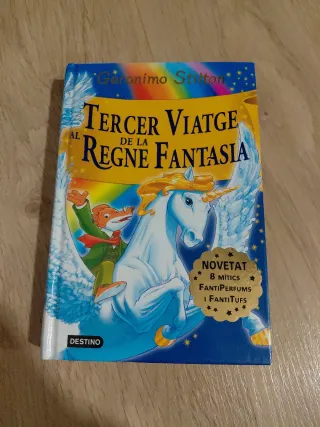 Geronimo Stilton
TERCER VIATGE
AL REGNE DE LA FANTASIA
NOVETAT
8 MÍTICS
FANTIPERFUMS
I FANTITUFS
DESTINO